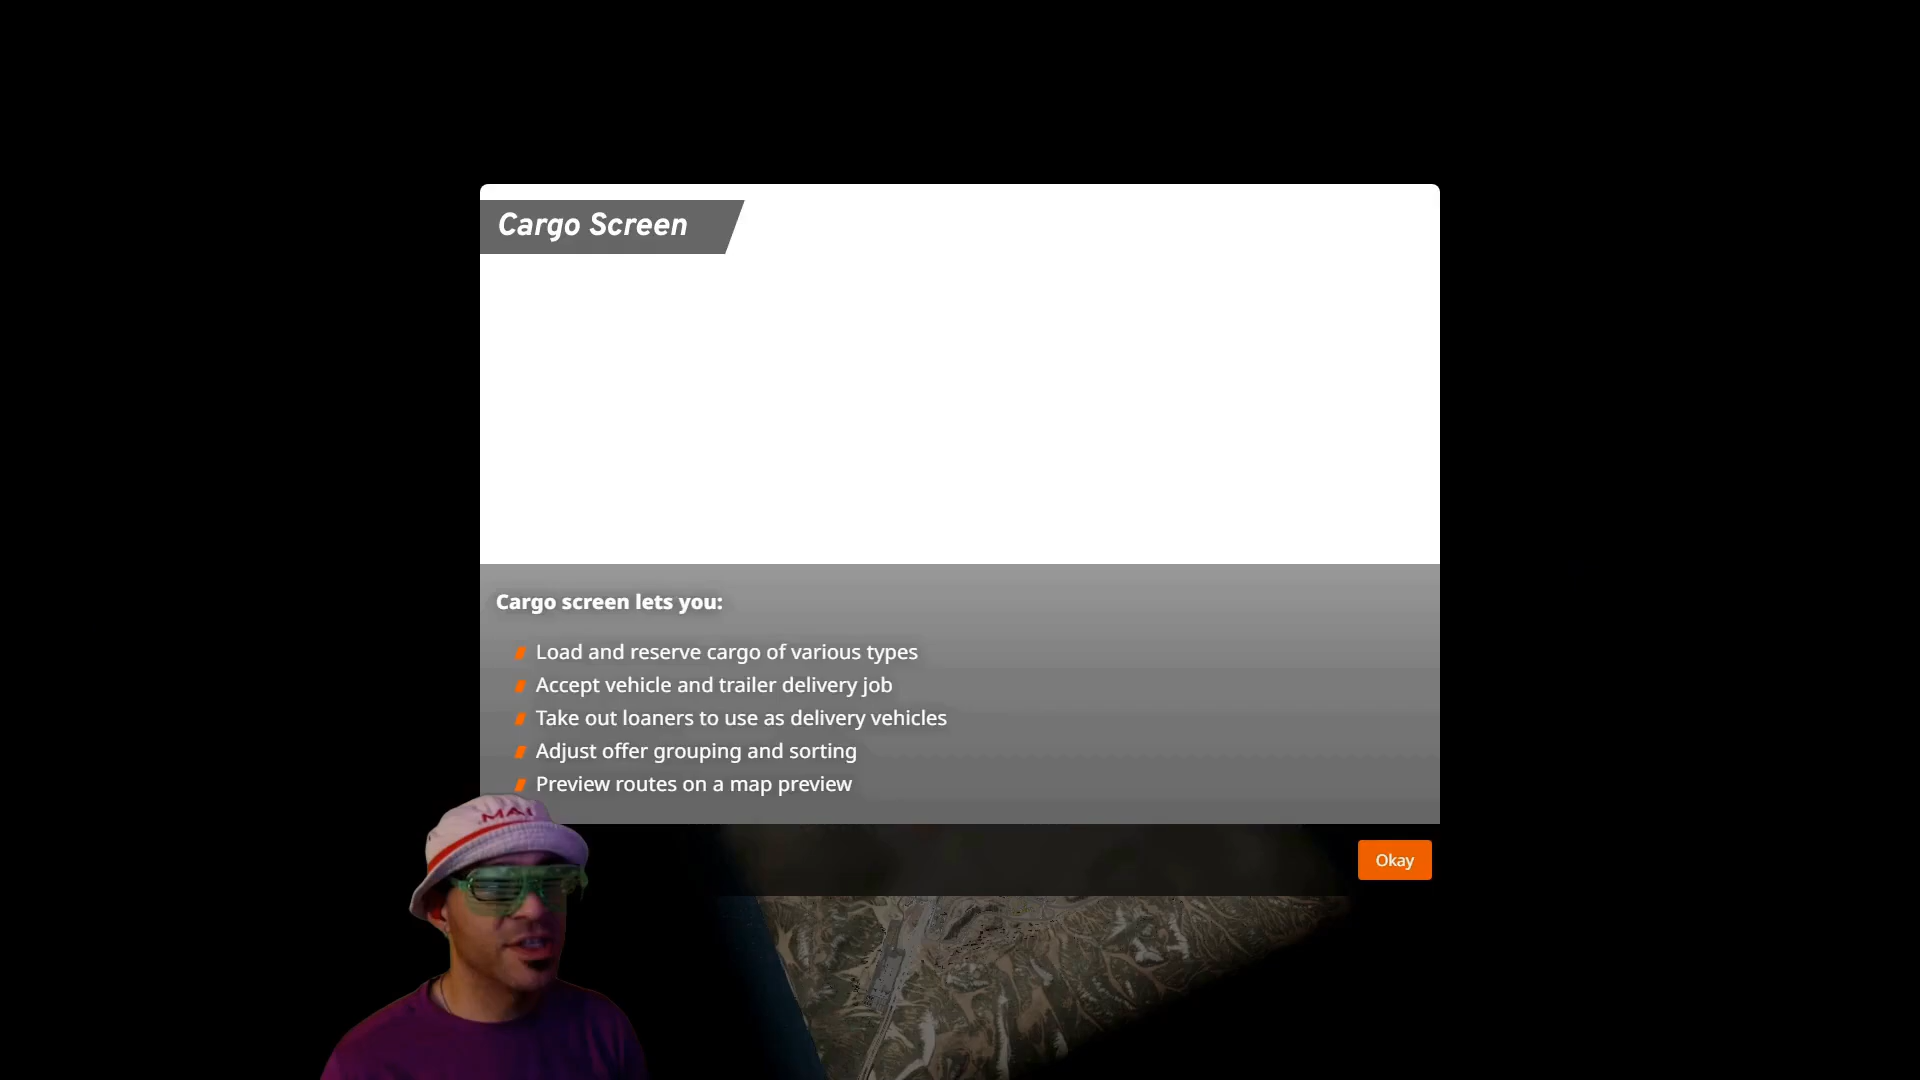 Cargo Screen
Cargo screen lets you:
Load and reserve cargo of various types
Accept vehicle and trailer delivery job
Take out loaners to use as delivery vehicles
Adjust offer grouping and sorting
Preview routes on a map preview
Okay